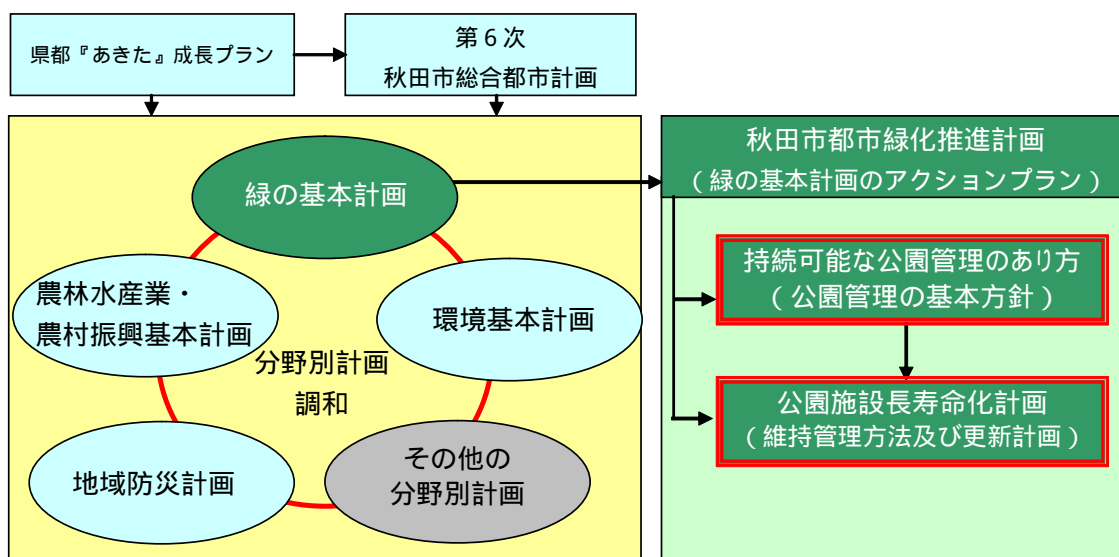 県都『あきた』成長プラン
第6次
秋田市総合都市計画
緑の基本計画
農林水産業・
農村振興基本計画
環境基本計画
分野別計画
調和
地域防災計画
その他の
分野別計画
秋田市都市緑化推進計画
（緑の基本計画のアクションプラン）
持続可能な公園管理のあり方
（公園管理の基本方針）
公園施設長寿命化計画
（維持管理方法及び更新計画）